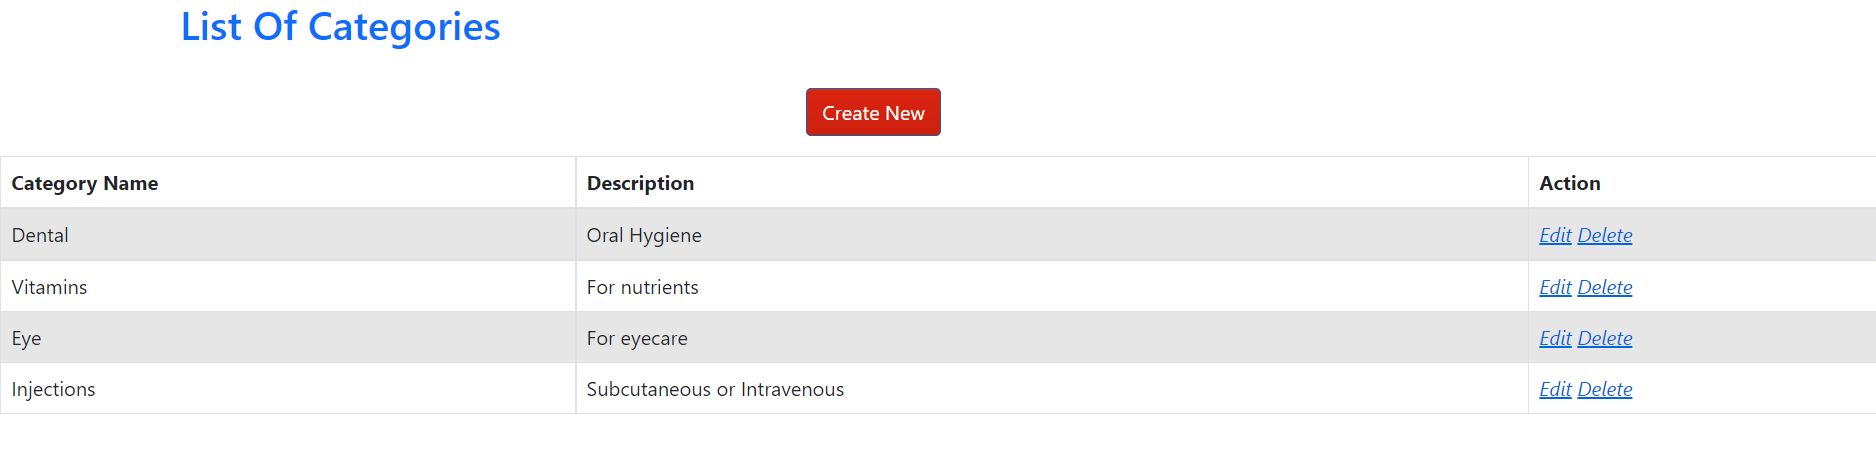 List Of Categories
Create New
Category Name Description Action
Dental Oral Hygiene Edit Delete
Vitamins For nutrients Edit Delete
Eye For eyecare Edit Delete
Injections Subcutaneous or Intravenous Edit Delete